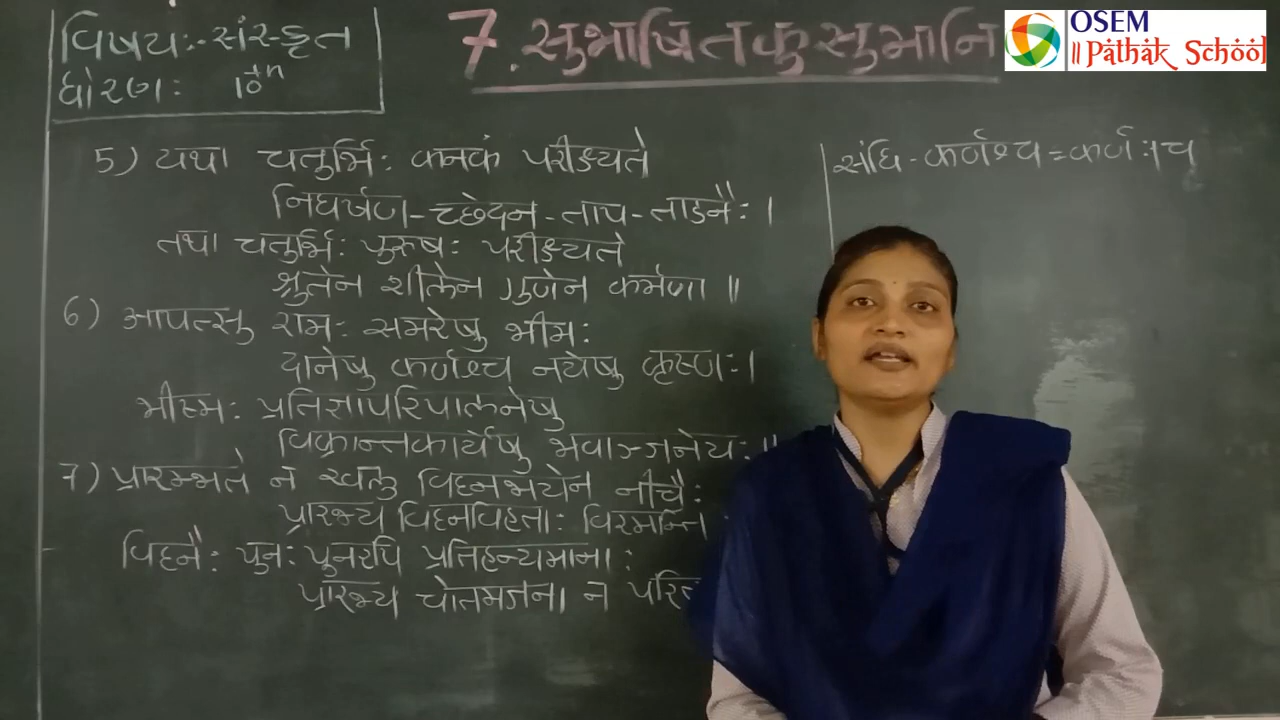 विषयः-संस्कृत
धोरणः 10th
7. सुभाषितकुसुमानि
OSEM
॥ Pathak School
5) यथा चतुर्भिः कनकं परीक्ष्यते
निघर्षण-च्छेदन-ताप-ताडनैः ।
तथा चतुर्भिः पुरुषः परीक्ष्यते
श्रुतेन शीलेन गुणेन कर्मणा ॥
6) आपत्सु रामः समरेषु भीमः
दानेषु कर्णश्च नयेषु कृष्णः ।
भीष्मः प्रतिज्ञापरिपालनेषु
विक्रान्तकार्येषु भवाञ्जनेयः ॥
7) प्रारम्भते न खलु विघ्नभयेन नीचैः
प्रारभ्य विघ्नविहताः विरमन्ति
विघ्नैः पुनः पुनरपि प्रतिहन्यमानाः
प्रारभ्य चोतमजना न
संधि - कर्णश्च = कर्णः । च